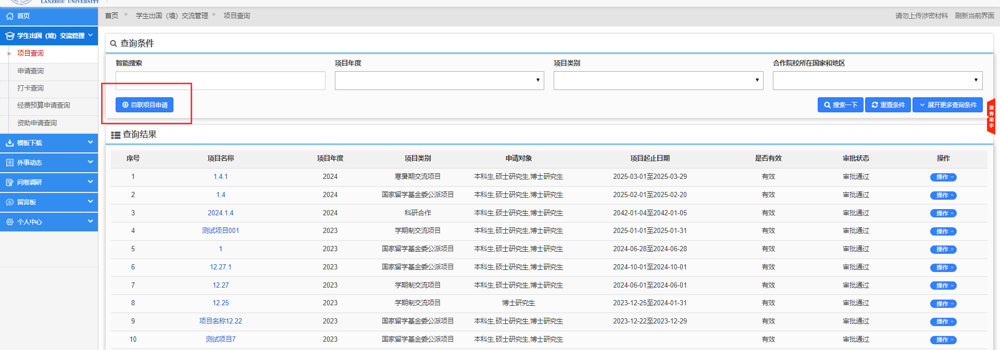 LANZHOU UNIVERSITY
首页
学生出国（境）交流管理
项目查询
申请查询
打卡查询
经费预算申请查询
资助申请查询
模板下载
外事动态
问卷调研
留言板
个人中心
首页 » 学生出国（境）交流管理 » 项目查询
请勿上传涉密材料 刷新当前界面
查询条件
智能搜索 项目年度 项目类别 合作院校所在国家和地区
自联项目申请 搜索一下 重置条件 展开更多查询条件
服务助手
查询结果
序号 项目名称 项目年度 项目类别 申请对象 项目起止日期 是否有效 审批状态 操作
1 1.4.1 2024 寒暑期交流项目 本科生,硕士研究生,博士研究生 2025-03-01至2025-03-29 有效 审批通过 操作
2 1.4 2024 国家留学基金委公派项目 本科生,硕士研究生,博士研究生 2025-02-01至2025-02-20 有效 审批通过 操作
3 2024.1.4 2024 科研合作 本科生,硕士研究生,博士研究生 2042-01-04至2042-01-05 有效 审批通过 操作
4 测试项目001 2023 学期制交流项目 本科生,硕士研究生,博士研究生 2025-01-01至2025-01-31 有效 审批通过 操作
5 1 2023 国家留学基金委公派项目 本科生,硕士研究生,博士研究生 2024-06-28至2024-06-28 有效 审批通过 操作
6 12.27.1 2023 国家留学基金委公派项目 本科生,硕士研究生,博士研究生 2024-10-01至2024-10-01 有效 审批通过 操作
7 12.27 2023 学期制交流项目 本科生,硕士研究生,博士研究生 2024-06-01至2024-06-01 有效 审批通过 操作
8 12.25 2023 学期制交流项目 博士研究生 2023-12-25至2024-01-31 有效 审批通过 操作
9 项目名称12.22 2023 国家留学基金委公派项目 本科生,硕士研究生,博士研究生 2023-12-22至2023-12-29 有效 审批通过 操作
10 测试项目7 2023 国家留学基金委公派项目 本科生,硕士研究生,博士研究生 有效 审批通过 操作